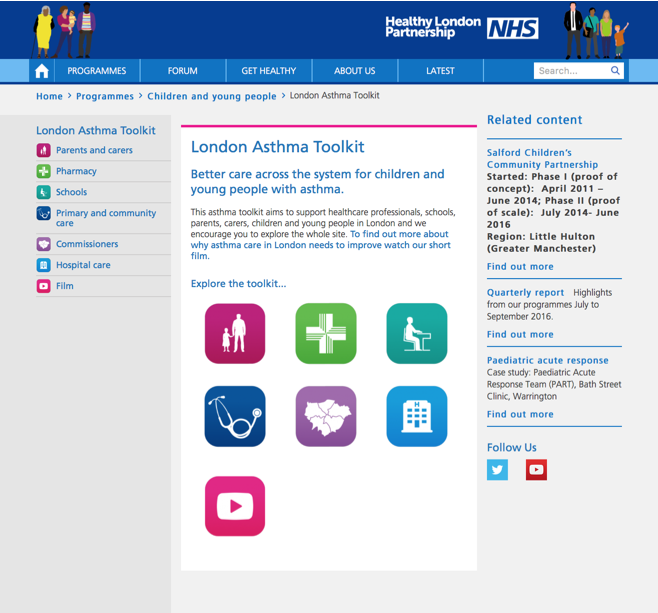 Healthy London
Partnership
NHS
PROGRAMMES
FORUM
GET HEALTHY
ABOUT US
LATEST
Search...
Home > Programmes > Children and young people > London Asthma Toolkit
London Asthma Toolkit
Parents and carers
Pharmacy
Schools
Primary and community
care
Commissioners
Hospital care
Film
London Asthma Toolkit
Better care across the system for children and
young people with asthma.
This asthma toolkit aims to support healthcare professionals, schools,
parents, carers, children and young people in London and we
encourage you to explore the whole site. To find out more about
why asthma care in London needs to improve watch our short
film.
Explore the toolkit...
H
Related content
Salford Children's
Community Partnership
Started: Phase I (proof of
concept): April 2011 –
June 2014; Phase II (proof
of scale): July 2014- June
2016
Region: Little Hulton
(Greater Manchester)
Find out more
Quarterly report Highlights
from our programmes July to
September 2016.
Find out more
Paediatric acute response
Case study: Paediatric Acute
Response Team (PART), Bath Street
Clinic, Warrington
Find out more
Follow Us